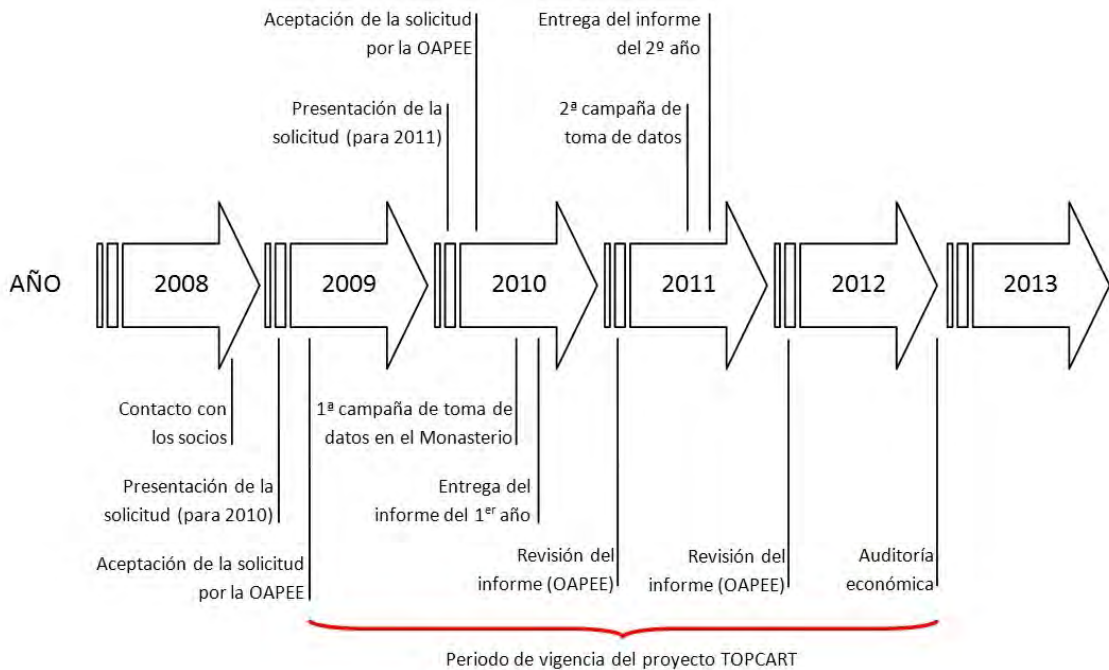 Aceptación de la solicitud
por la OAPEE
Entrega del informe
del 2º año
Presentación de la
solicitud (para 2011)
2ª campaña de
toma de datos
AÑO
2008
2009
2010
2011
2012
2013
Contacto con
los socios
1ª campaña de toma de
datos en el Monasterio
Presentación de la
solicitud (para 2010)
Entrega del
informe del 1er año
Aceptación de la solicitud
por la OAPEE
Revisión del
informe (OAPEE)
Revisión del
informe (OAPEE)
Auditoría
económica
Periodo de vigencia del proyecto TOPCART